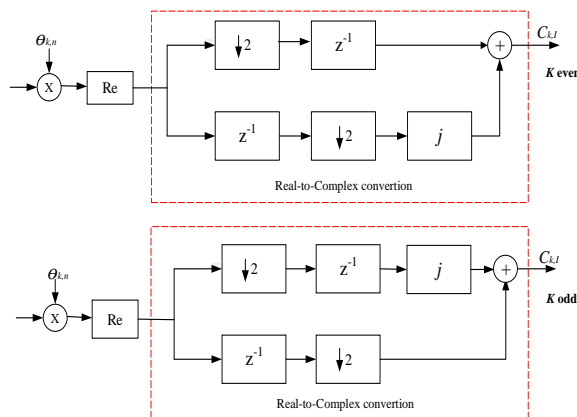 θk,n
X
Re
↓2
z-1
+
Ck,I
K even
z-1
↓2
j
Real-to-Complex convertion
θk,n
X
Re
↓2
z-1
j
+
Ck,I
K odd
z-1
↓2
Real-to-Complex convertion